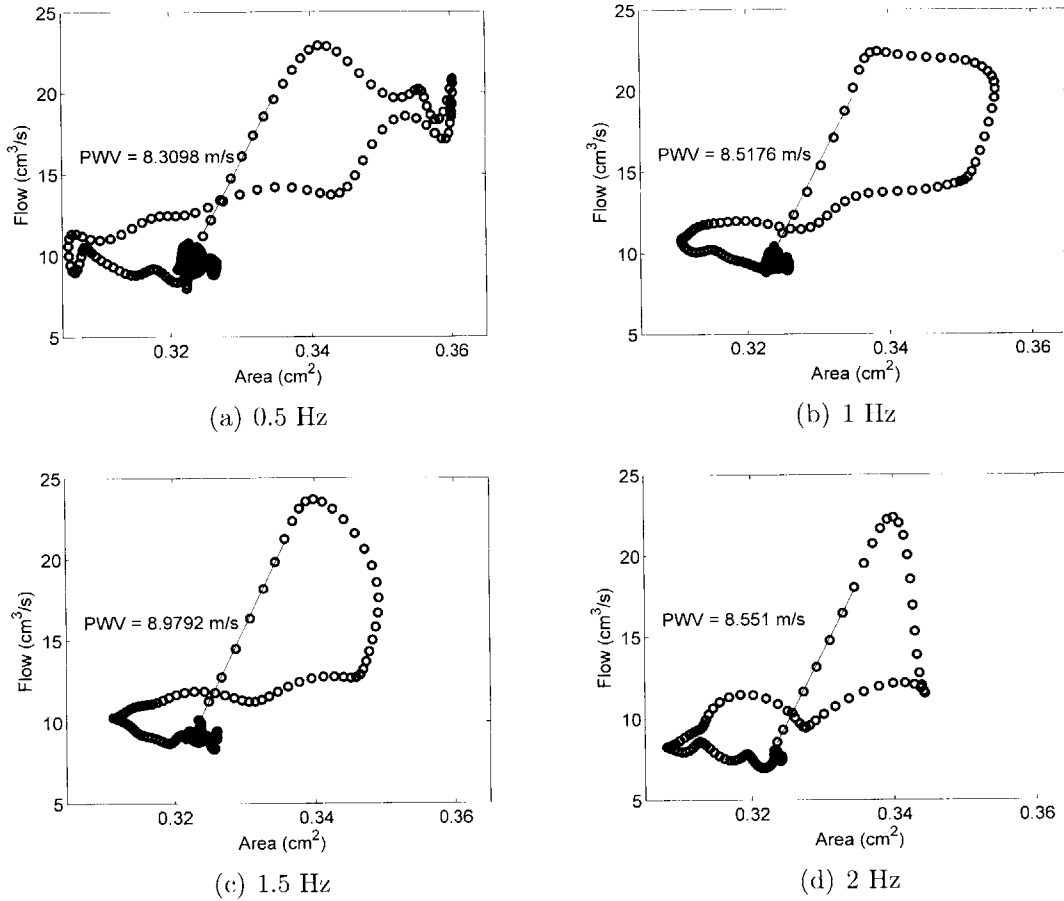 25
20
15
10
5
Flow (cm³/s)
PWV = 8.3098 m/s
0.32
0.34
0.36
Area (cm²)
(a) 0.5 Hz
25
20
15
10
5
Flow (cm³/s)
PWV = 8.5176 m/s
0.32
0.34
0.36
Area (cm²)
(b) 1 Hz
25
20
15
10
5
Flow (cm³/s)
PWV = 8.9792 m/s
0.32
0.34
0.36
Area (cm²)
(c) 1.5 Hz
25
20
15
10
5
Flow (cm³/s)
PWV = 8.551 m/s
0.32
0.34
0.36
Area (cm²)
(d) 2 Hz